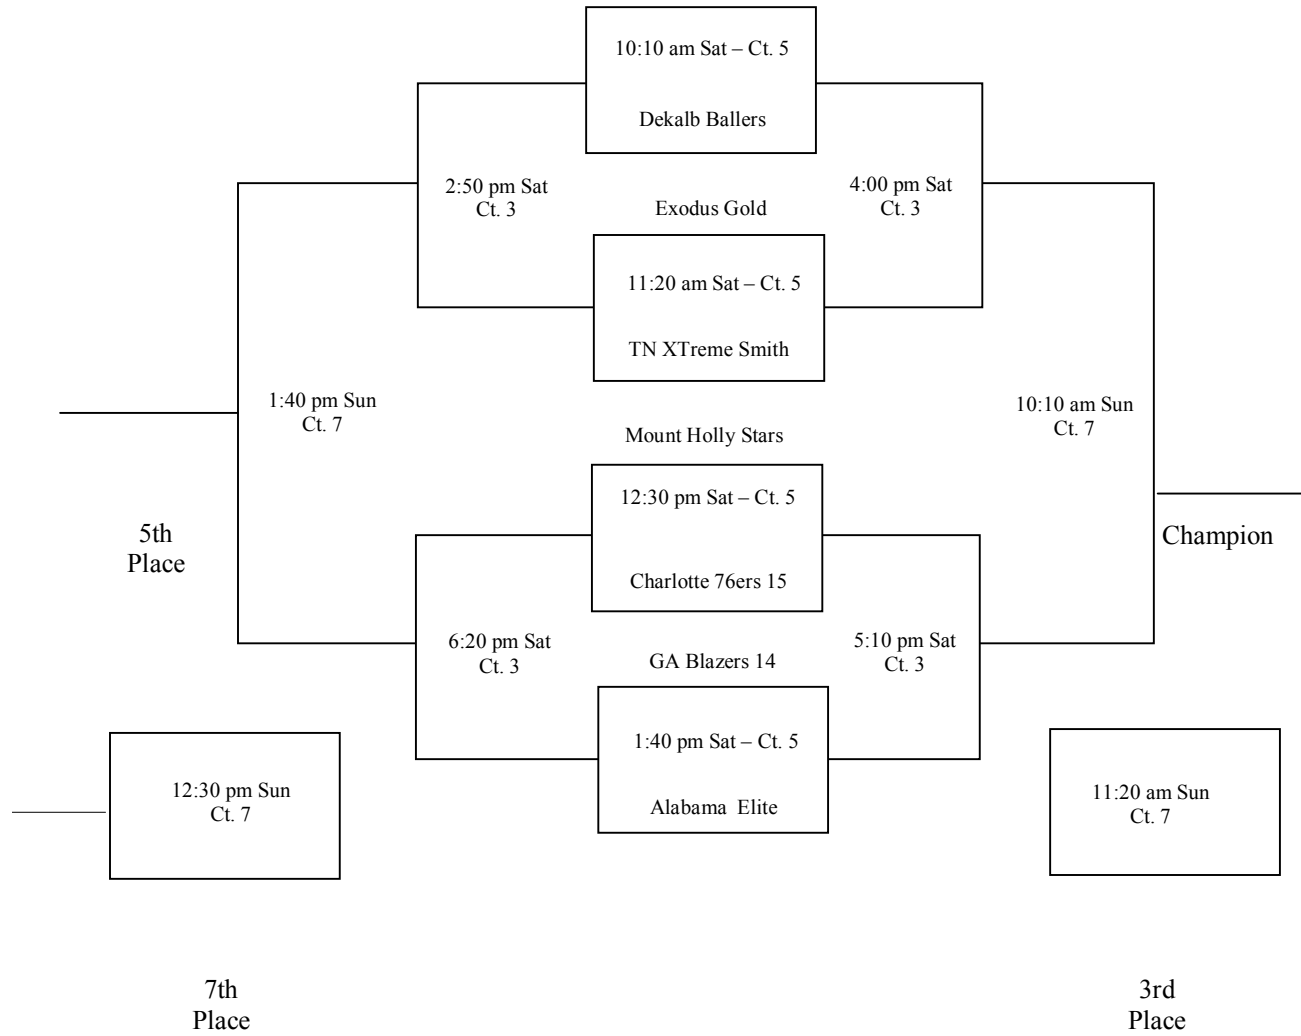 10:10 am Sat – Ct. 5
Dekalb Ballers
2:50 pm Sat
Ct. 3
4:00 pm Sat
Ct. 3
Exodus Gold
11:20 am Sat – Ct. 5
TN XTreme Smith
1:40 pm Sun
Ct. 7
10:10 am Sun
Ct. 7
Mount Holly Stars
12:30 pm Sat – Ct. 5
5th
Place
Champion
Charlotte 76ers 15
6:20 pm Sat
Ct. 3
5:10 pm Sat
Ct. 3
GA Blazers 14
1:40 pm Sat – Ct. 5
Alabama  Elite
12:30 pm Sun
Ct. 7
11:20 am Sun
Ct. 7
7th
Place
3rd
Place